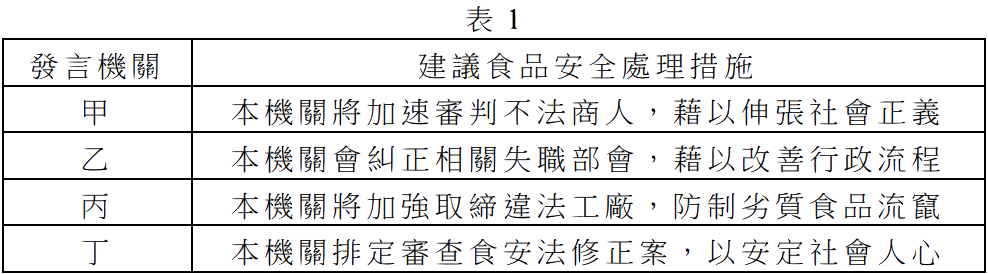 表 1
發言機關 建議食品安全處理措施
甲 本機關將加速審判不法商人，藉以伸張社會正義
乙 本機關會糾正相關失職部會，藉以改善行政流程
丙 本機關將加強取締違法工廠，防制劣質食品流竄
丁 本機關排定審查食安法修正案，以安定社會人心